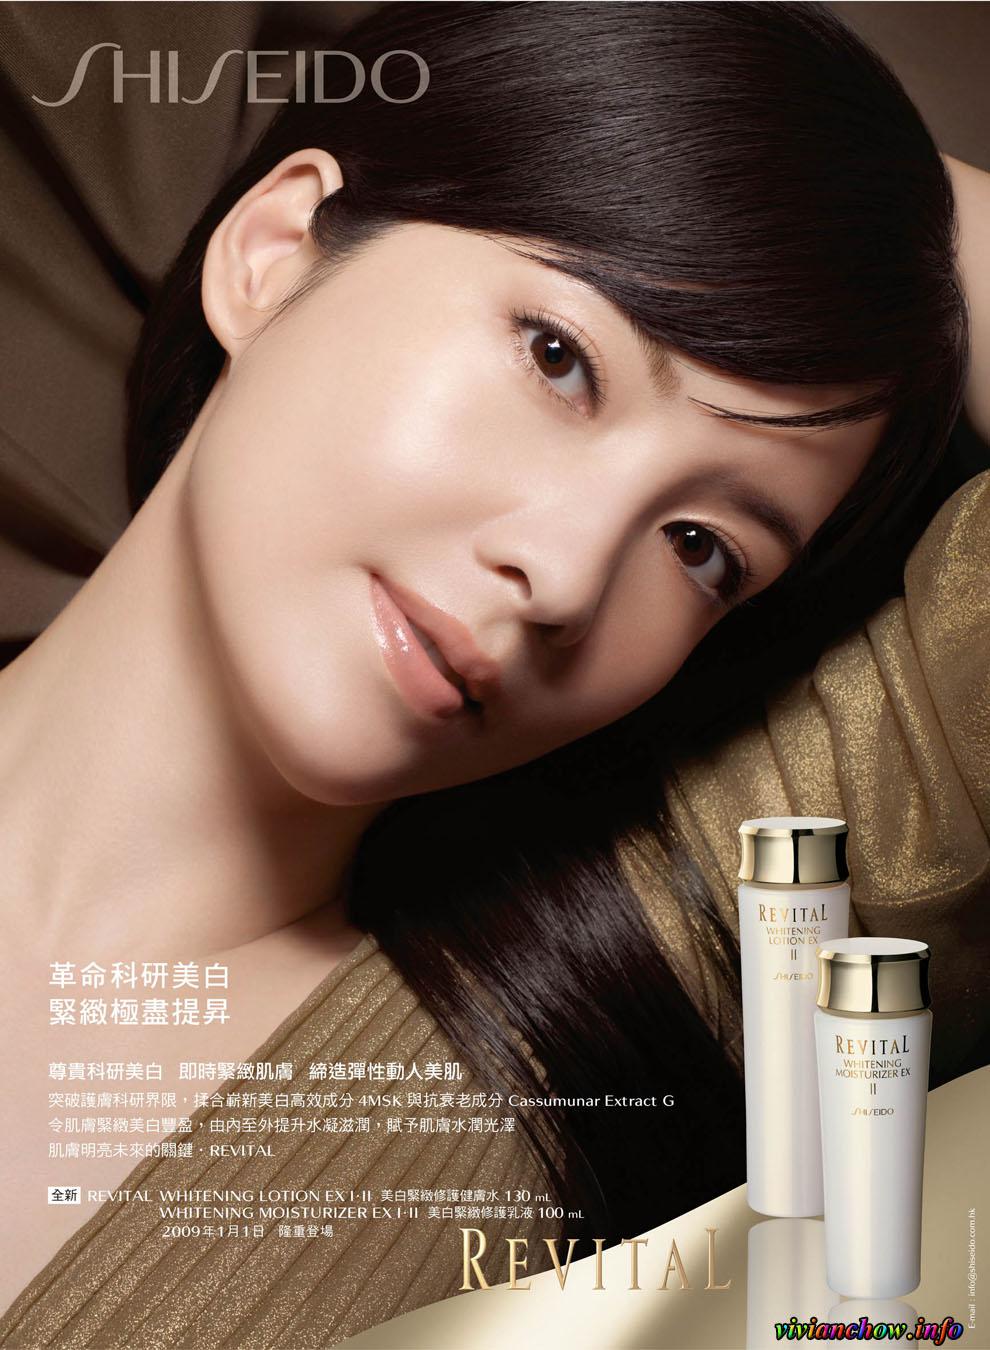 SHISEIDO
革命科研美白
緊緻極盡提昇
尊貴科研美白 即時緊緻肌膚 締造彈性動人美肌
突破護膚科研界限，揉合嶄新美白高效成分 4MSK 與抗衰老成分 Cassumunar Extract G
令肌膚緊緻美白豐盈，由內至外提升水凝滋潤，賦予肌膚水潤光澤
肌膚明亮未來的關鍵．REVITAL
全新 REVITAL WHITENING LOTION EX I·II 美白緊緻修護健膚水 130 mL
WHITENING MOISTURIZER EX I·II 美白緊緻修護乳液 100 mL
2009年1月1日 隆重登場
REVITAL
REVITAL
WHITENING
LOTION EX
II
SHISEIDO
REVITAL
WHITENING
MOISTURIZER EX
II
SHISEIDO
E-mail : info@shiseido.com.hk
vivianchow.info